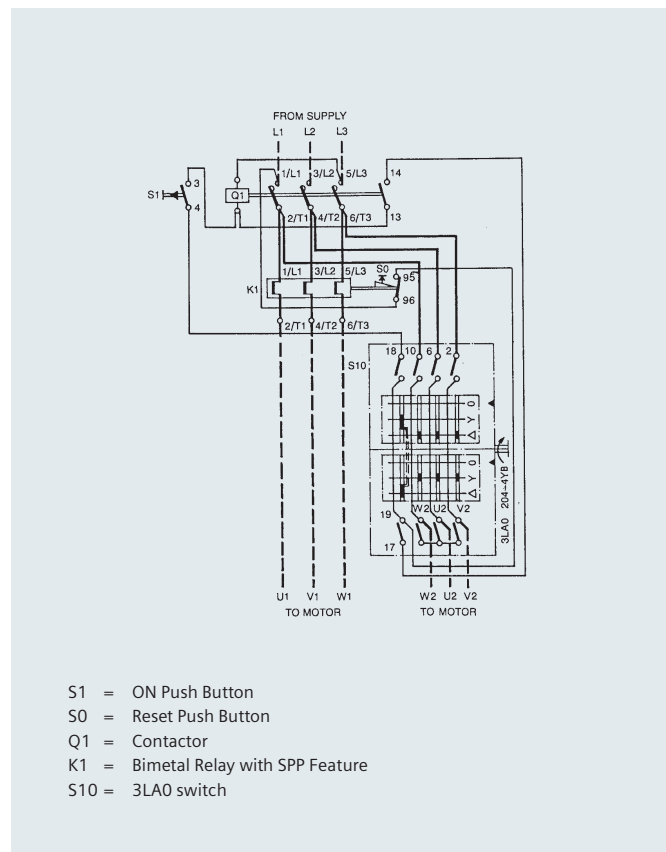 FROM SUPPLY
L1 L2 L3
1/L1 3/L2 5/L3 14
3
S1 Q1
4
13
2/T1 4/T2 6/T3
1/L1 3/L2 5/L3 S0
95
K1
96
2/T1 4/T2 6/T3
18 10 6 2
S10
0
Y
△
0
Y
△
3LA0 204-4YB
W2 U2 V2
19
17
U1 V1 W1 W2 U2 V2
TO MOTOR TO MOTOR
S1 = ON Push Button
S0 = Reset Push Button
Q1 = Contactor
K1 = Bimetal Relay with SPP Feature
S10 = 3LA0 switch